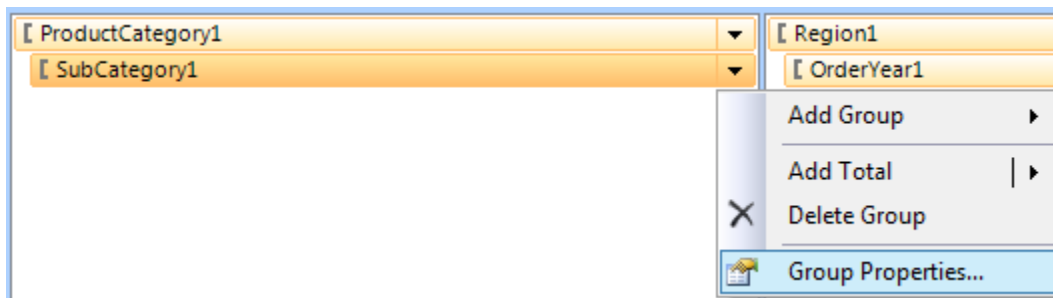 [ ProductCategory1
[ Region1
[ SubCategory1
[ OrderYear1
Add Group
Add Total
Delete Group
Group Properties...